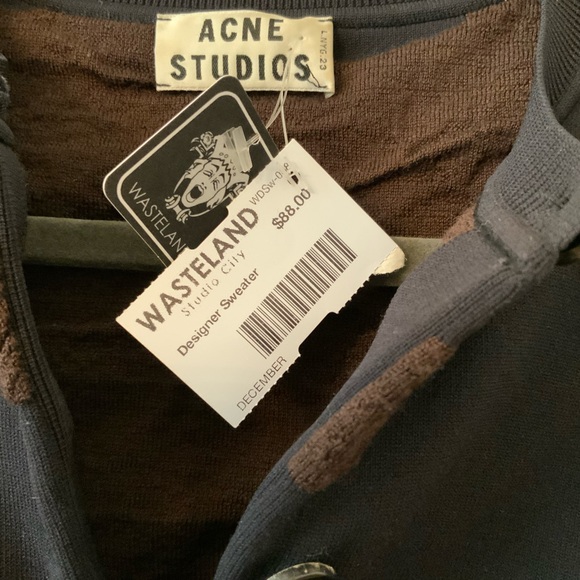 ACNE
STUDIOS
WASTELAND
WASTELAND
Studio City
Designer Sweater
$88.00
DECEMBER